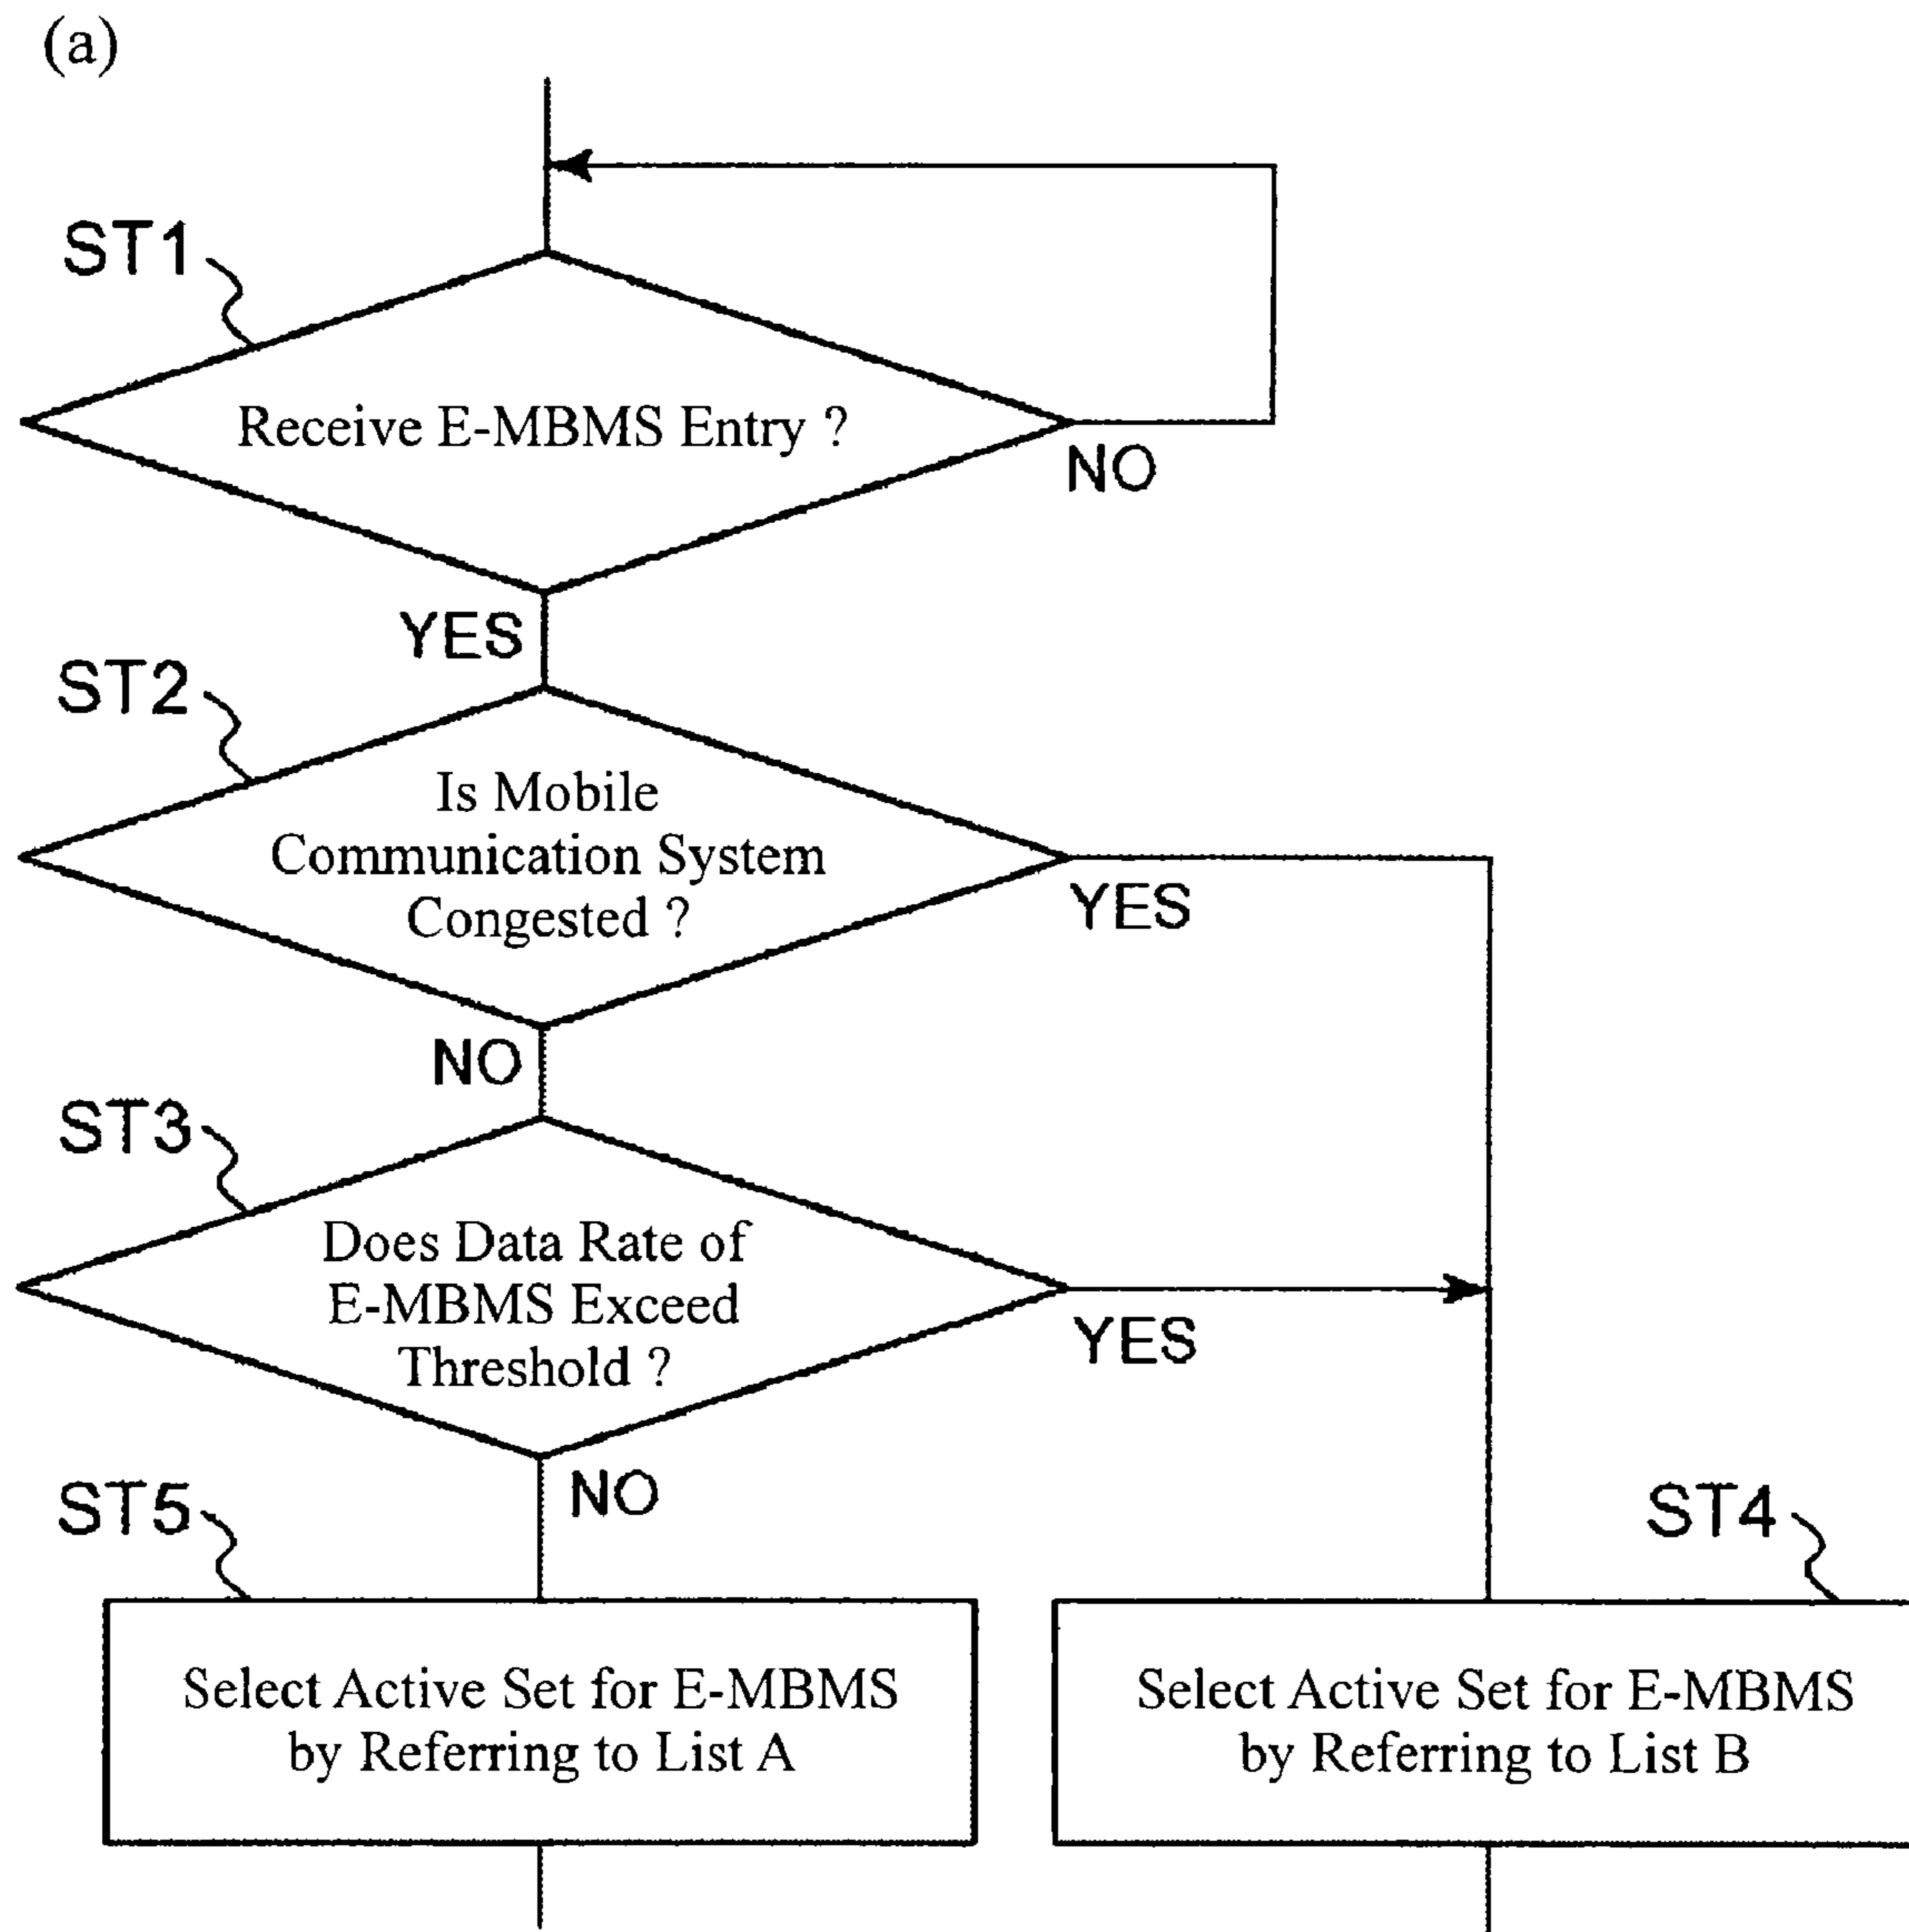 (a)
ST1
Receive E-MBMS Entry ?
NO
YES
ST2
Is Mobile
Communication System
Congested ?
YES
NO
ST3
Does Data Rate of
E-MBMS Exceed
Threshold ?
YES
NO
ST5
ST4
Select Active Set for E-MBMS
by Referring to List A
Select Active Set for E-MBMS
by Referring to List B